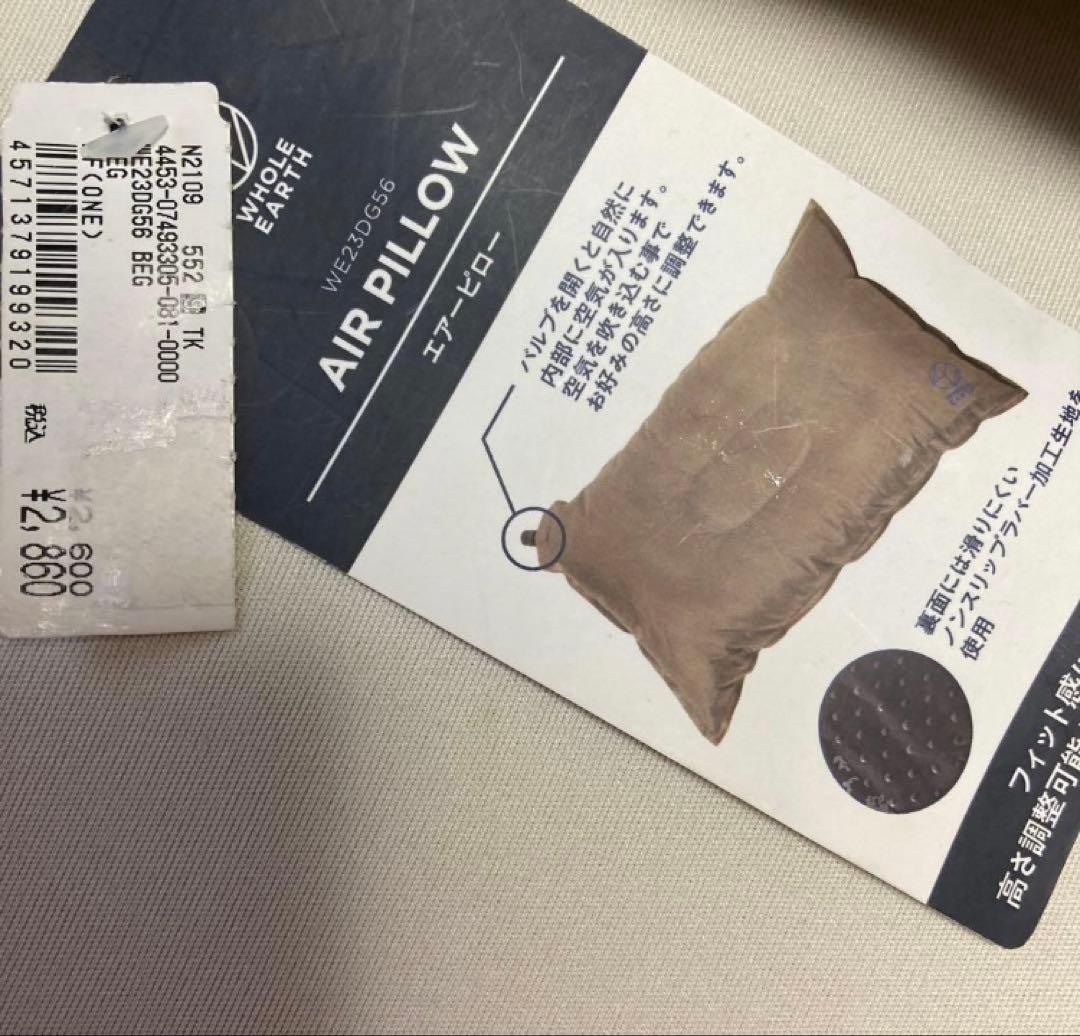 N2109 552 TK
4453-07493305-081-0000
WE23DG56 BEG
EG
F(ONE)
4571379199320
税込
¥2,600
¥2,860
WHOLE
EARTH
WE23DG56
AIR PILLOW
エアーピロー
バルブを開くと自然に
内部に空気が入ります。
空気を吹き込む事で
お好みの高さに調整できます。
裏面には滑りにくい
ノンスリップラバー加工生地を
使用
フィット感
高さ調整可能